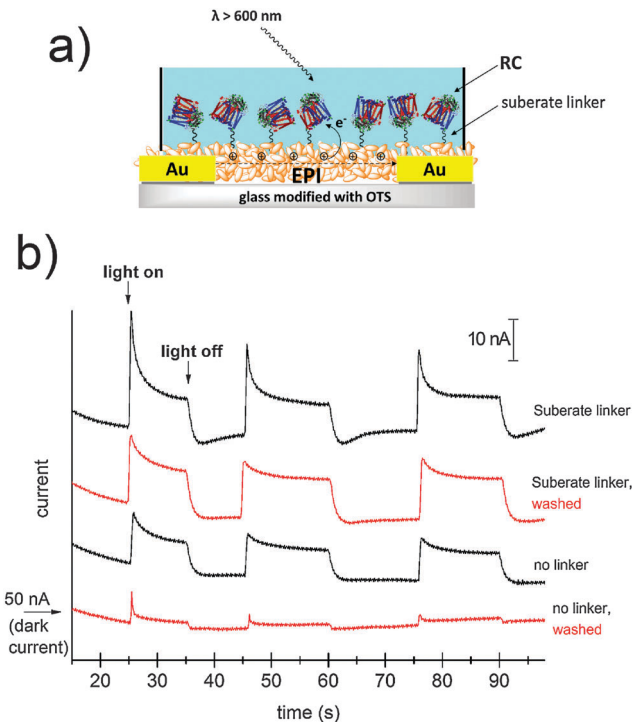 a)
λ > 600 nm
RC
suberate linker
e-
Au
EPI
Au
glass modified with OTS
b)
light on
light off
10 nA
Suberate linker
Suberate linker,
washed
no linker
no linker,
washed
current
50 nA
(dark
current)
20 30 40 50 60 70 80 90
time (s)